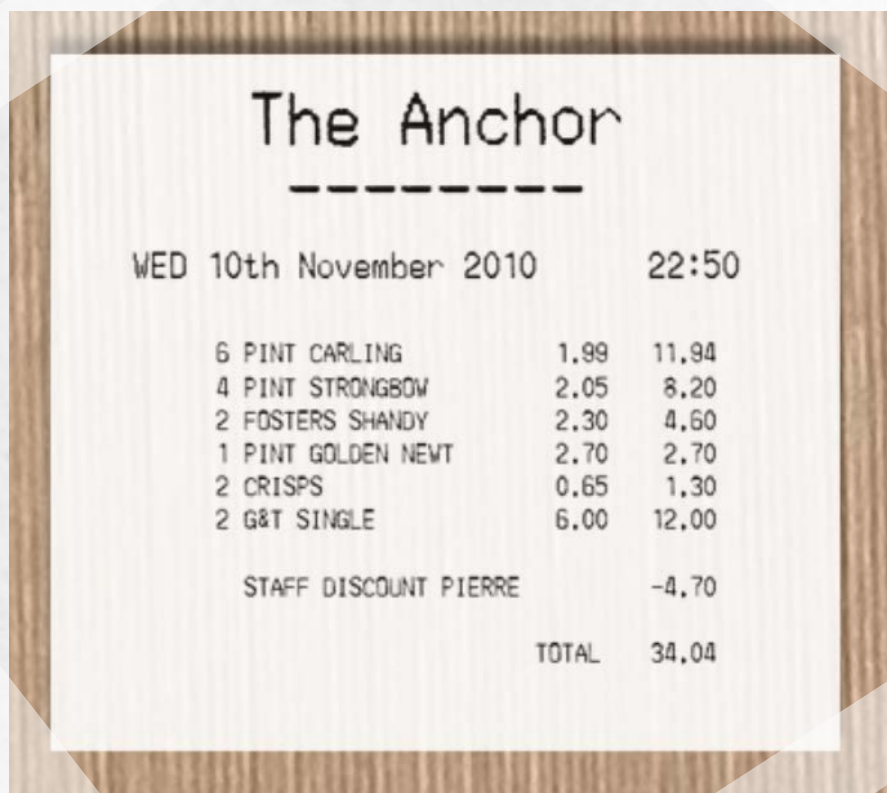 The Anchor
--------
WED 10th November 2010 22:50
6 PINT CARLING 1.99 11.94
4 PINT STRONGBOW 2.05 8.20
2 FOSTERS SHANDY 2.30 4.60
1 PINT GOLDEN NEWT 2.70 2.70
2 CRISPS 0.65 1.30
2 G&T SINGLE 6.00 12.00
STAFF DISCOUNT PIERRE -4.70
TOTAL 34.04